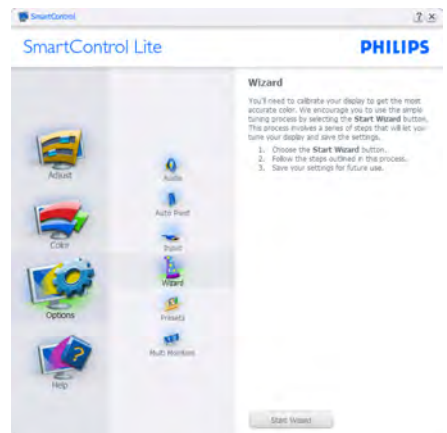 SmartControl
? ×
SmartControl Lite
PHILIPS
Adjust
Color
Options
Help
Audio
Auto Pivot
Input
Wizard
Presets
Multi Monitors
Wizard
You'll need to calibrate your display to get the most
accurate color. We encourage you to use the simple
tuning process by selecting the Start Wizard button.
This process involves a series of steps that will let you
tune your display and save the settings.
1. Choose the Start Wizard button.
2. Follow the steps outlined in this process.
3. Save your settings for future use.
Start Wizard